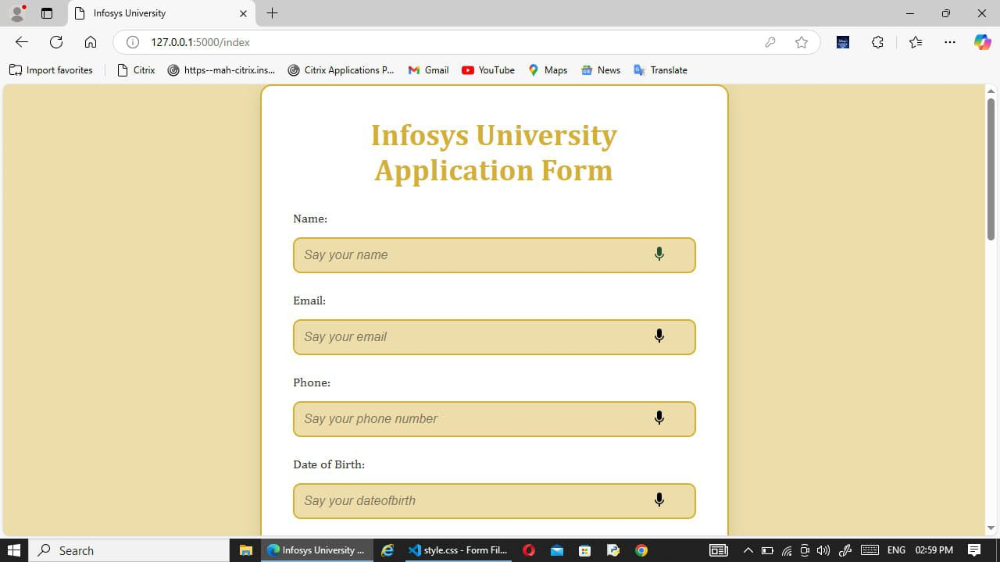 Infosys University
127.0.0.1:5000/index
Import favorites
Citrix
https--mah-citrix.ins...
Citrix Applications P...
Gmail
YouTube
Maps
News
Translate
Infosys University
Application Form
Name:
Say your name
Email:
Say your email
Phone:
Say your phone number
Date of Birth:
Say your dateofbirth
Search
Infosys University ...
style.css - Form Fil...
ENG
02:59 PM